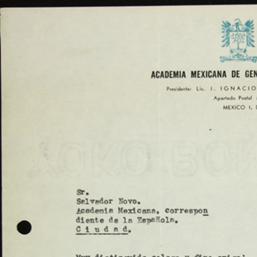 ACADEMIA MEXICANA DE GEN
Presidente: Lic. J. IGNACIO
Apartado Postal
MEXICO 1, D
Sr.
Salvador Novo.
Academia Mexicana, correspon
diente de la Española.
C i u d a d.